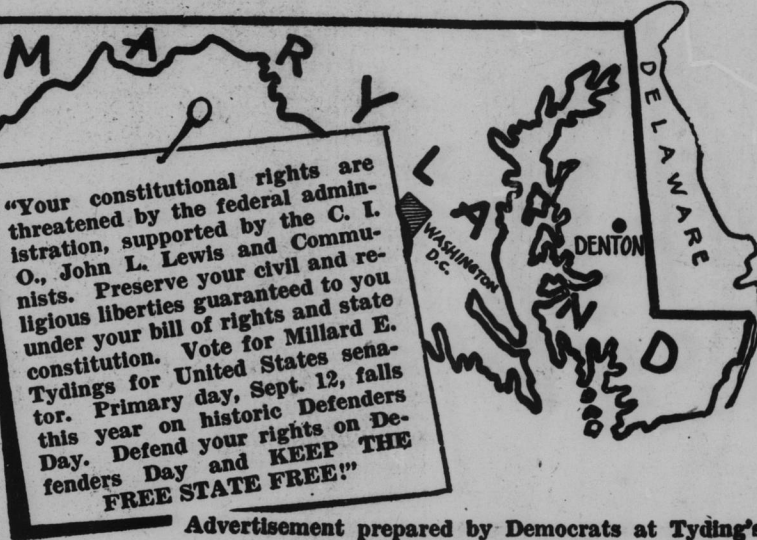 M A R Y L A N D
DELAWARE
WASHINGTON
D.C.
DENTON
"Your constitutional rights are
threatened by the federal admin-
istration, supported by the C. I.
O., John L. Lewis and Commu-
nists. Preserve your civil and re-
ligious liberties guaranteed to you
under your bill of rights and state
constitution. Vote for Millard E.
Tydings for United States sena-
tor. Primary day, Sept. 12, falls
this year on historic Defenders
Day. Defend your rights on De-
fenders Day and KEEP THE
FREE STATE FREE!"
Advertisement prepared by Democrats at Tyding's